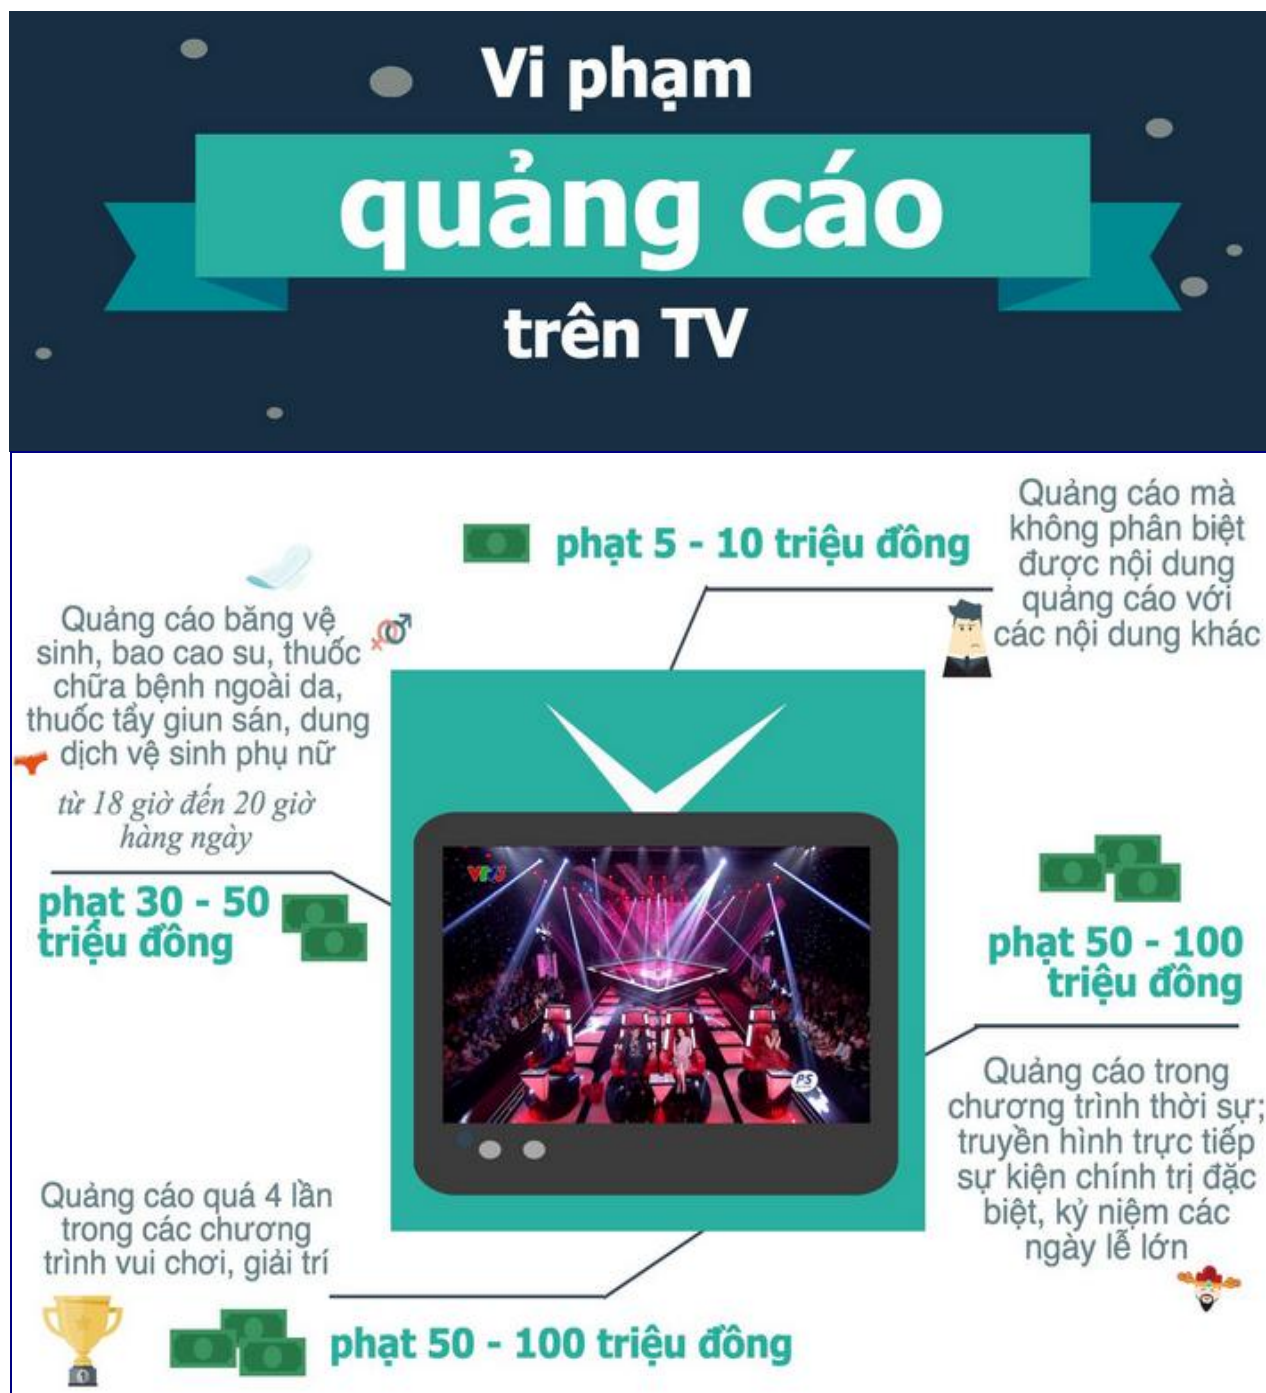 Vi phạm
quảng cáo
trên TV
phạt 5 - 10 triệu đồng
Quảng cáo mà
không phân biệt
được nội dung
quảng cáo với
các nội dung khác
Quảng cáo băng vệ
sinh, bao cao su, thuốc
chữa bệnh ngoài da,
thuốc tẩy giun sán, dung
dịch vệ sinh phụ nữ
từ 18 giờ đến 20 giờ
hàng ngày
phạt 30 - 50
triệu đồng
phạt 50 - 100
triệu đồng
Quảng cáo trong
chương trình thời sự;
truyền hình trực tiếp
sự kiện chính trị đặc
biệt, kỷ niệm các
ngày lễ lớn
PS
Quảng cáo quá 4 lần
trong các chương
trình vui chơi, giải trí
1
phạt 50 - 100 triệu đồng